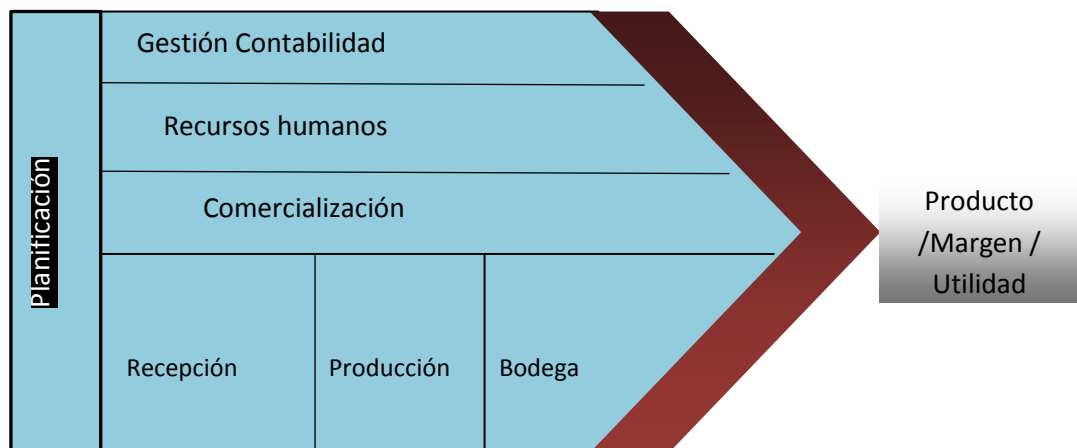 Planificación
Gestión Contabilidad
Recursos humanos
Comercialización
Recepción
Producción
Bodega
Producto
/Margen /
Utilidad